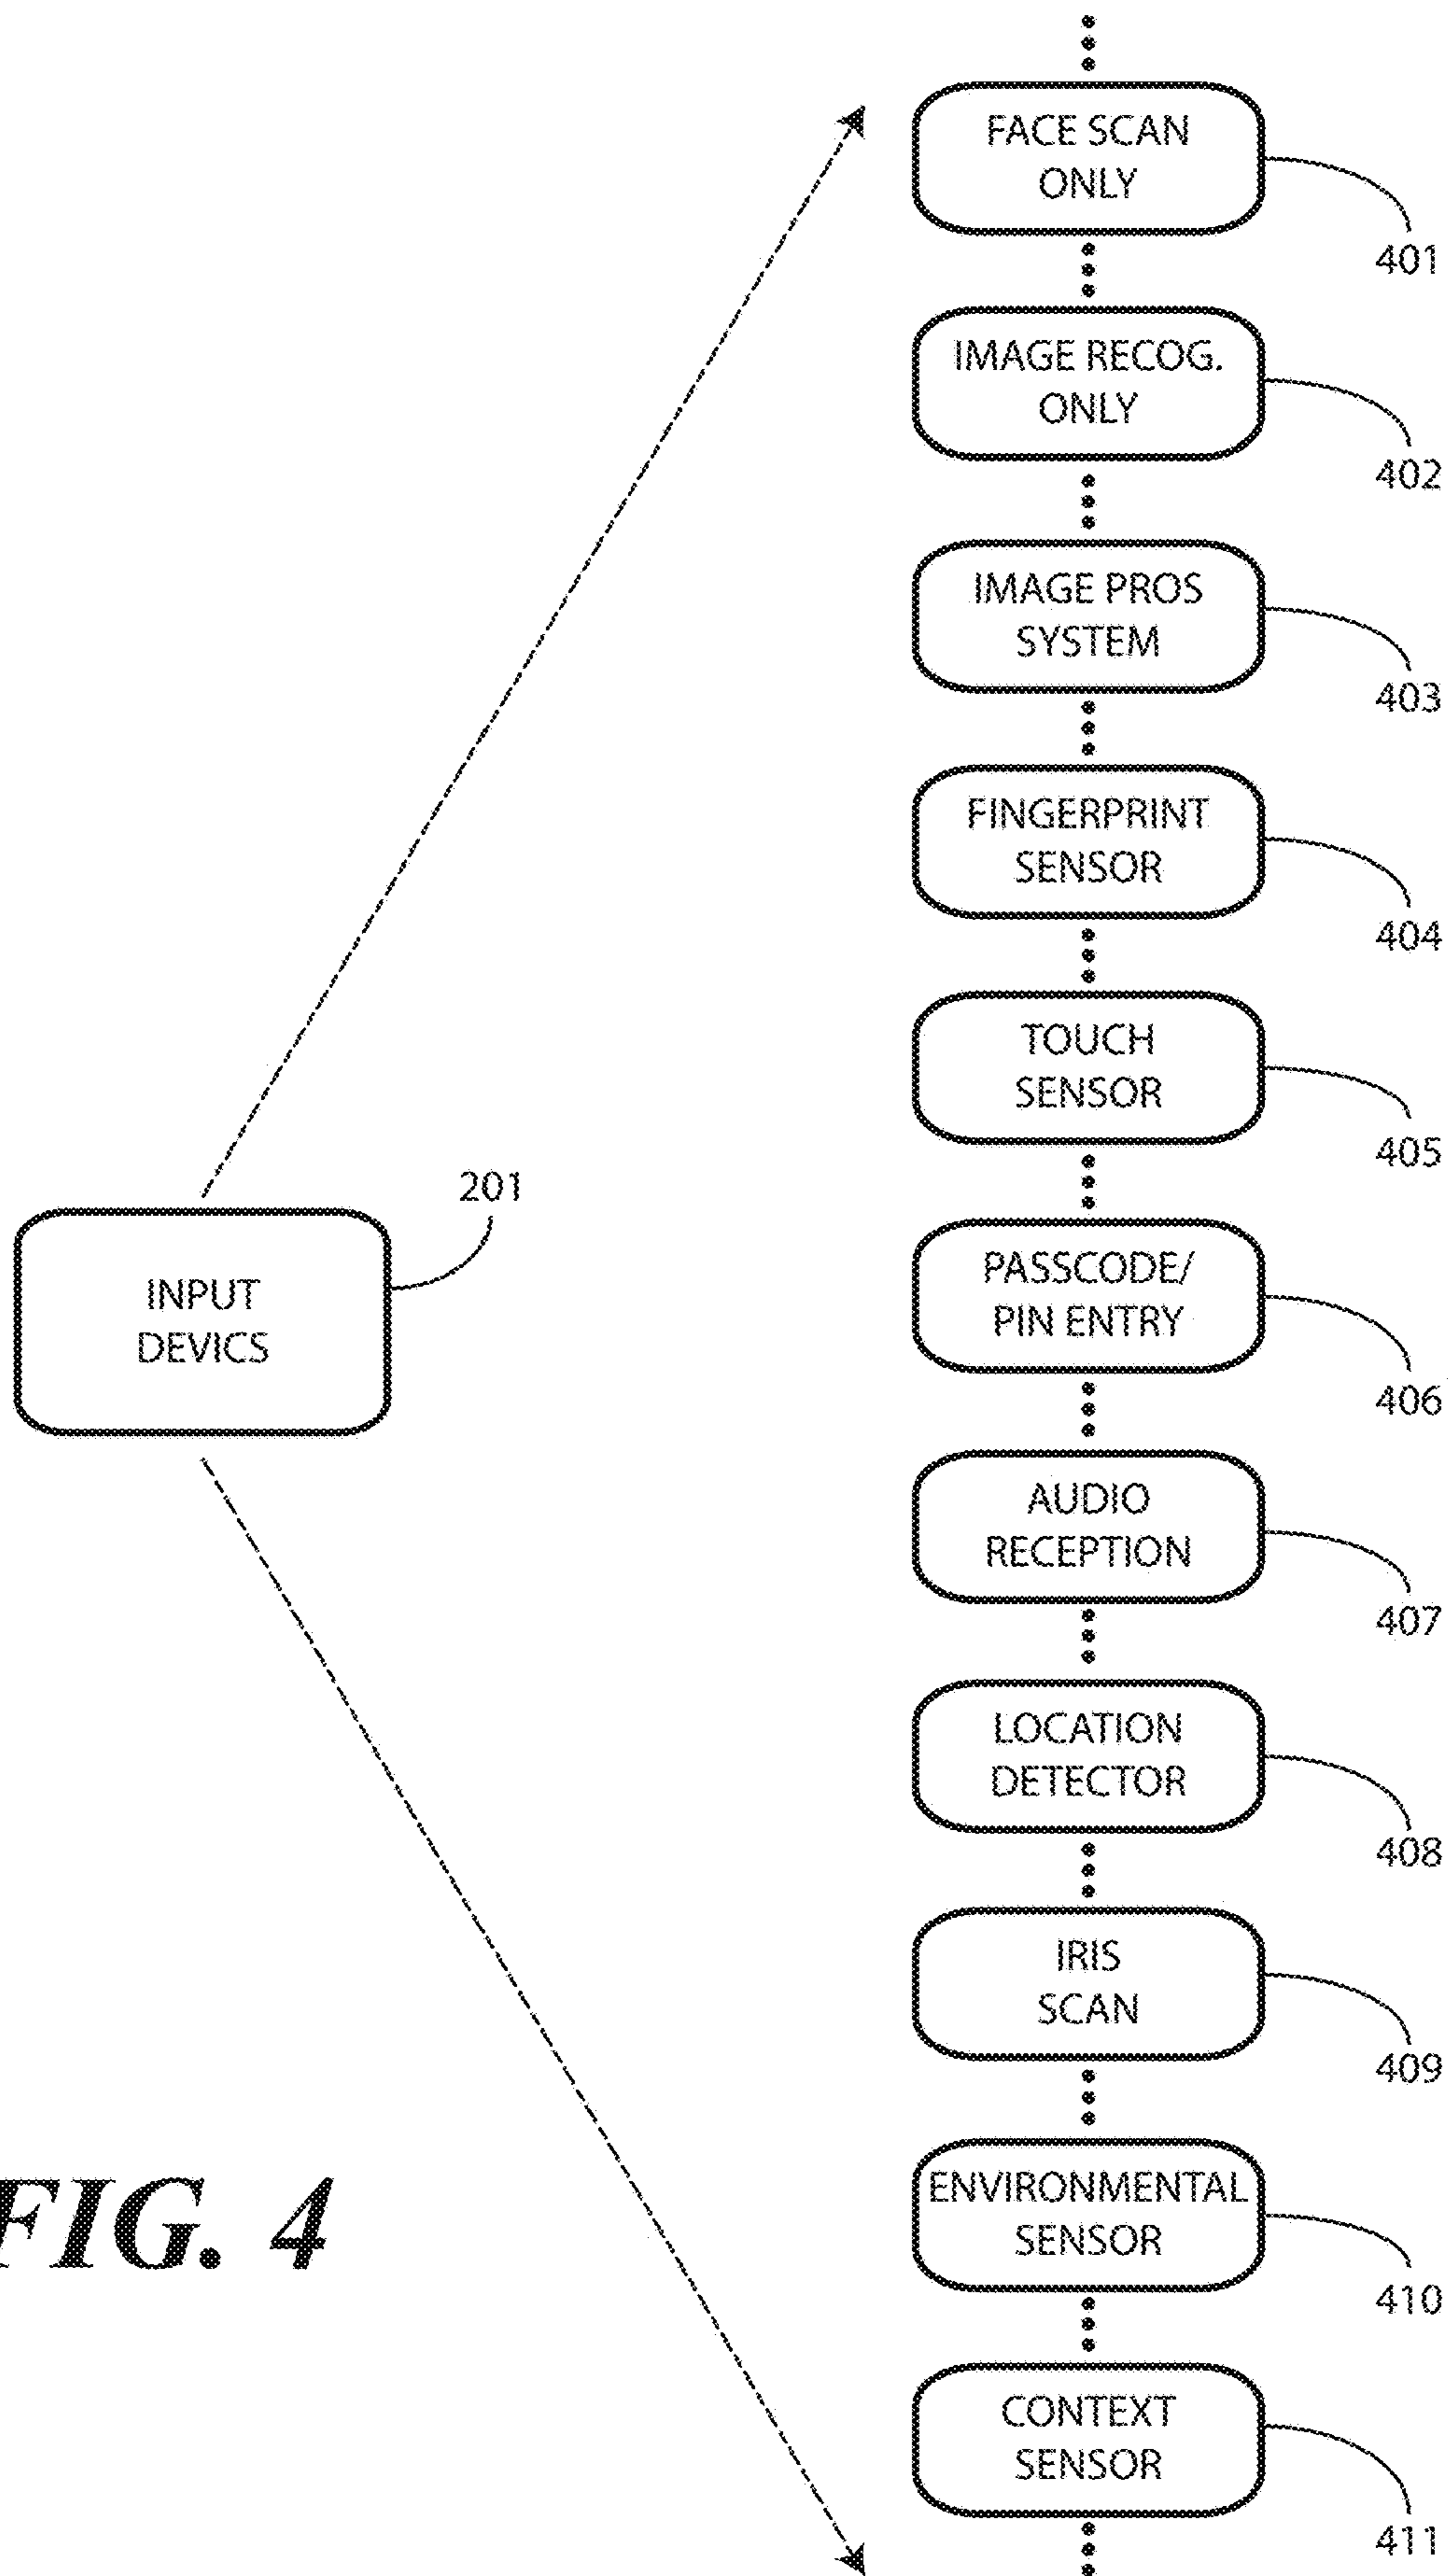 FACE SCAN
ONLY
401
IMAGE RECOG.
ONLY
402
IMAGE PROS
SYSTEM
403
FINGERPRINT
SENSOR
404
TOUCH
SENSOR
405
201
INPUT
DEVICS
PASSCODE/
PIN ENTRY
406
AUDIO
RECEPTION
407
LOCATION
DETECTOR
408
IRIS
SCAN
409
ENVIRONMENTAL
SENSOR
410
FIG. 4
CONTEXT
SENSOR
411